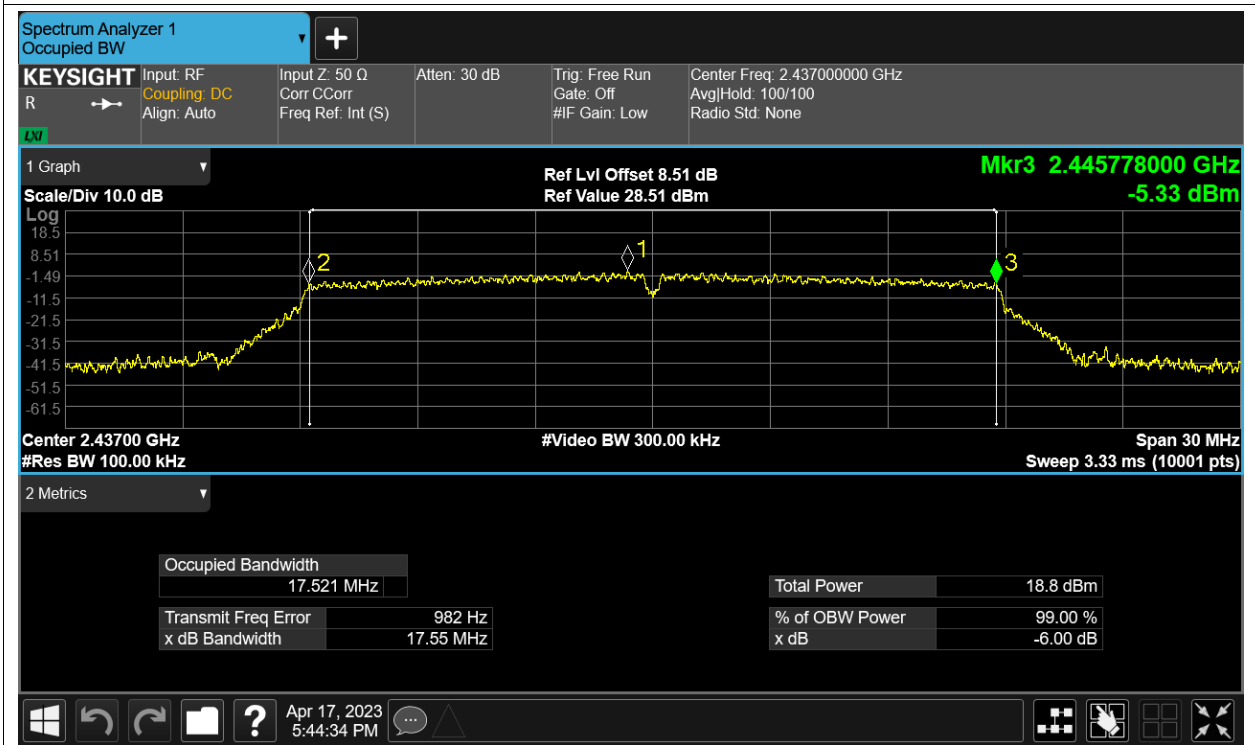 Spectrum Analyzer 1
Occupied BW
KEYSIGHT Input: RF Input Z: 50 Ω Atten: 30 dB Trig: Free Run Center Freq: 2.437000000 GHz
R Coupling: DC Corr CCorr Gate: Off Avg|Hold: 100/100
Align: Auto Freq Ref: Int (S) #IF Gain: Low Radio Std: None
LXI
1 Graph Ref Lvl Offset 8.51 dB Mkr3 2.445778000 GHz
Scale/Div 10.0 dB Ref Value 28.51 dBm -5.33 dBm
Log
18.5
8.51
-1.49
-11.5
-21.5
-31.5
-41.5
-51.5
-61.5
2
1
3
Center 2.43700 GHz #Video BW 300.00 kHz Span 30 MHz
#Res BW 100.00 kHz Sweep 3.33 ms (10001 pts)
2 Metrics
Occupied Bandwidth
17.521 MHz Total Power 18.8 dBm
Transmit Freq Error 982 Hz % of OBW Power 99.00 %
x dB Bandwidth 17.55 MHz x dB -6.00 dB
? Apr 17, 2023
5:44:34 PM